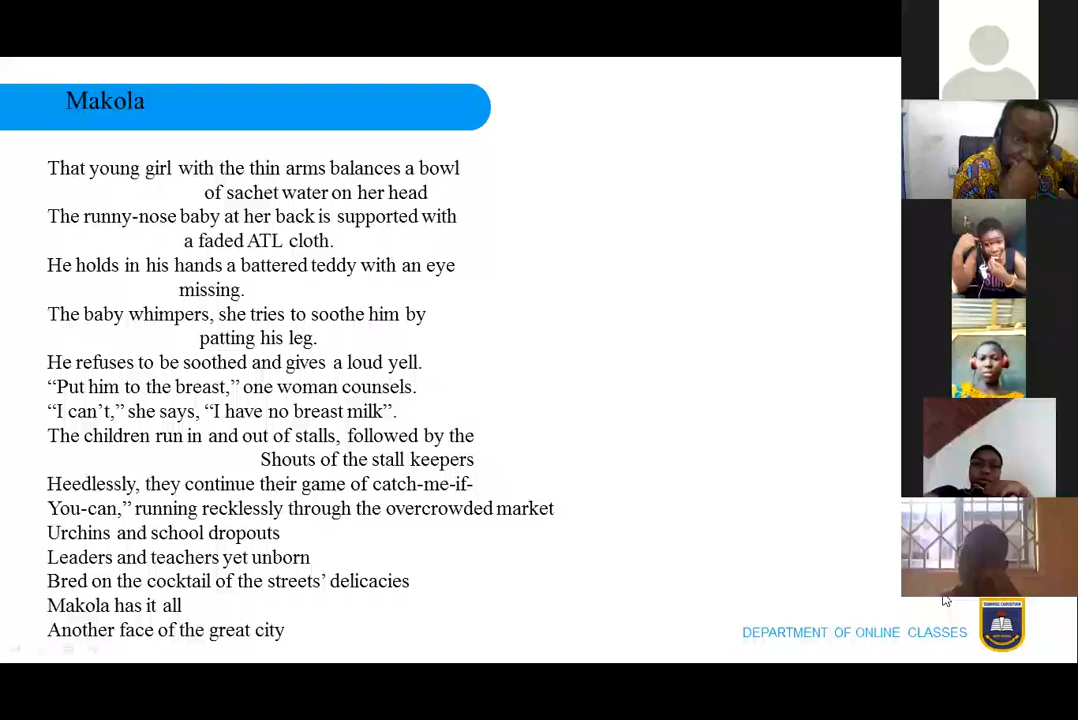 Makola
That young girl with the thin arms balances a bowl
of sachet water on her head
The runny-nose baby at her back is supported with
a faded ATL cloth.
He holds in his hands a battered teddy with an eye
missing.
The baby whimpers, she tries to soothe him by
patting his leg.
He refuses to be soothed and gives a loud yell.
“Put him to the breast,” one woman counsels.
“I can’t,” she says, “I have no breast milk”.
The children run in and out of stalls, followed by the
Shouts of the stall keepers
Heedlessly, they continue their game of catch-me-if-
You-can,” running recklessly through the overcrowded market
Urchins and school dropouts
Leaders and teachers yet unborn
Bred on the cocktail of the streets’ delicacies
Makola has it all
Another face of the great city
DEPARTMENT OF ONLINE CLASSES